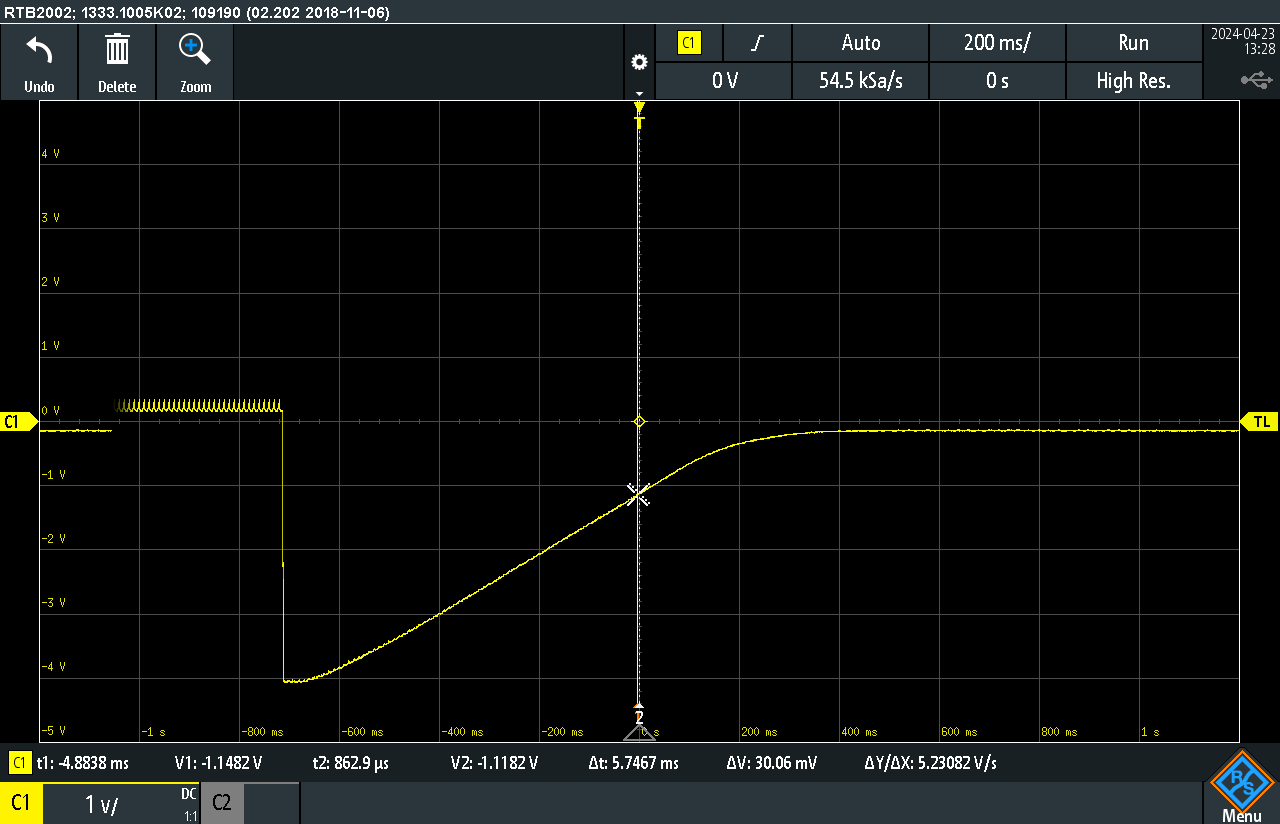 RTB2002; 1333.1005K02; 109190 (02.202 2018-11-06)
Undo Delete Zoom
C1 Auto 200 ms/ Run
0 V 54.5 kSa/s 0 s High Res.
2024-04-23
13:28
T
4 V
3 V
2 V
1 V
0 V
C1 TL
-1 V
-2 V
-3 V
-4 V
2
-5 V -1 s -800 ms -600 ms -400 ms -200 ms 0 s 200 ms 400 ms 600 ms 800 ms 1 s
C1 t1: -4.8838 ms V1: -1.1482 V t2: 862.9 µs V2: -1.1182 V Δt: 5.7467 ms ΔV: 30.06 mV ΔY/ΔX: 5.23082 V/s
C1 1 V/ DC
1:1
C2
R S
Menu